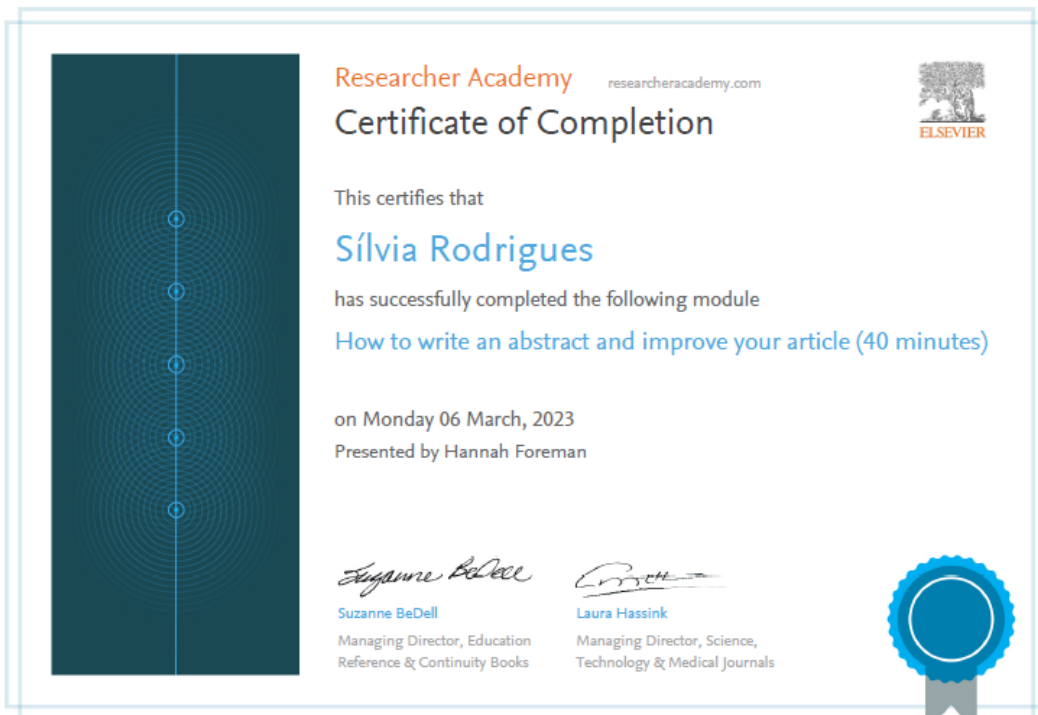 Researcher Academy researcheracademy.com
Certificate of Completion
ELSEVIER
This certifies that
Sílvia Rodrigues
has successfully completed the following module
How to write an abstract and improve your article (40 minutes)
on Monday 06 March, 2023
Presented by Hannah Foreman
Suzanne BeDell
Suzanne BeDell
Laura Hassink
Managing Director, Education
Reference & Continuity Books
Managing Director, Science,
Technology & Medical Journals